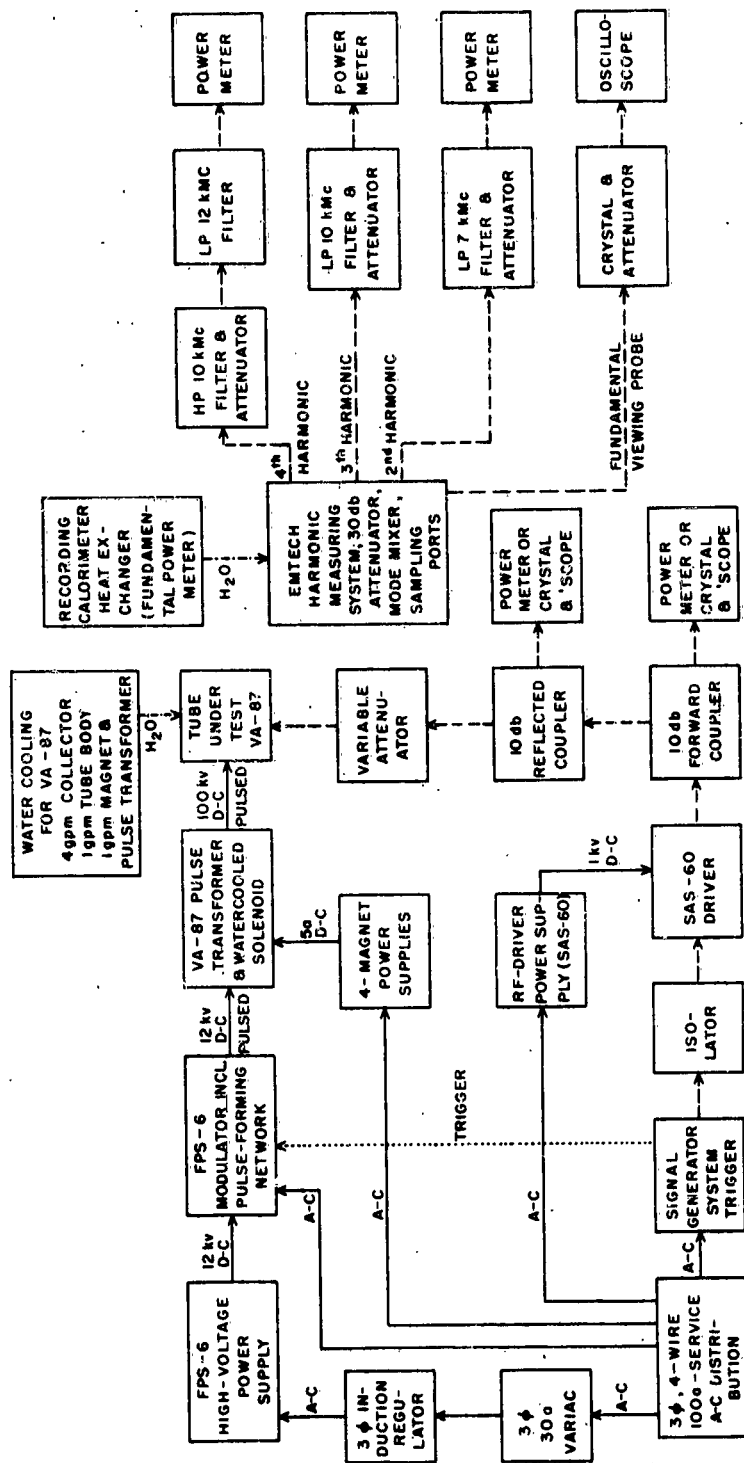 WATER COOLING
FOR VA-87
4gpm COLLECTOR
1gpm TUBE BODY
1gpm MAGNET &
PULSE TRANSFORMER
H2O
RECORDING
CALORIMETER
HEAT EX-
CHANGER
(FUNDAMEN-
TAL POWER
METER)
H2O
FPS-6
HIGH-VOLTAGE
POWER
SUPPLY
12 kv
D-C
FPS-6
MODULATOR INCL.
PULSE-FORMING
NETWORK
12 kv
D-C
PULSED
VA-87 PULSE
TRANSFORMER
& WATERCOOLED
SOLENOID
100 kv
D-C
PULSED
TUBE
UNDER
TEST
VA-87
EMTECH
HARMONIC
MEASURING
SYSTEM, 30db
ATTENUATOR,
MODE MIXER,
SAMPLING
PORTS
4th
HARMONIC
HP 10 kMc
FILTER &
ATTENUATOR
LP 12 kMC
FILTER
POWER
METER
3th HARMONIC
LP 10 kMc
FILTER &
ATTENUATOR
POWER
METER
2nd HARMONIC
LP 7 kMc
FILTER &
ATTENUATOR
POWER
METER
FUNDAMENTAL
VIEWING PROBE
CRYSTAL &
ATTENUATOR
OSCILLO-
SCOPE
A-C
3 ϕ IN-
DUCTION
REGU-
LATOR
3 ϕ
30a
VARIAC
A-C
A-C
A-C
5a
D-C
4-MAGNET
POWER
SUPPLIES
VARIABLE
ATTENU-
ATOR
TRIGGER
A-C
RF-DRIVER
POWER SUP-
PLY (SAS-60)
1 kv
D-C
10db
REFLECTED
COUPLER
POWER
METER OR
CRYSTAL
& 'SCOPE
3 ϕ, 4-WIRE
100a-SERVICE
A-C DISTRI-
BUTION
A-C
SIGNAL
GENERATOR
SYSTEM
TRIGGER
ISO-
LATOR
SAS-60
DRIVER
10db
FORWARD
COUPLER
POWER
METER OR
CRYSTAL
& 'SCOPE